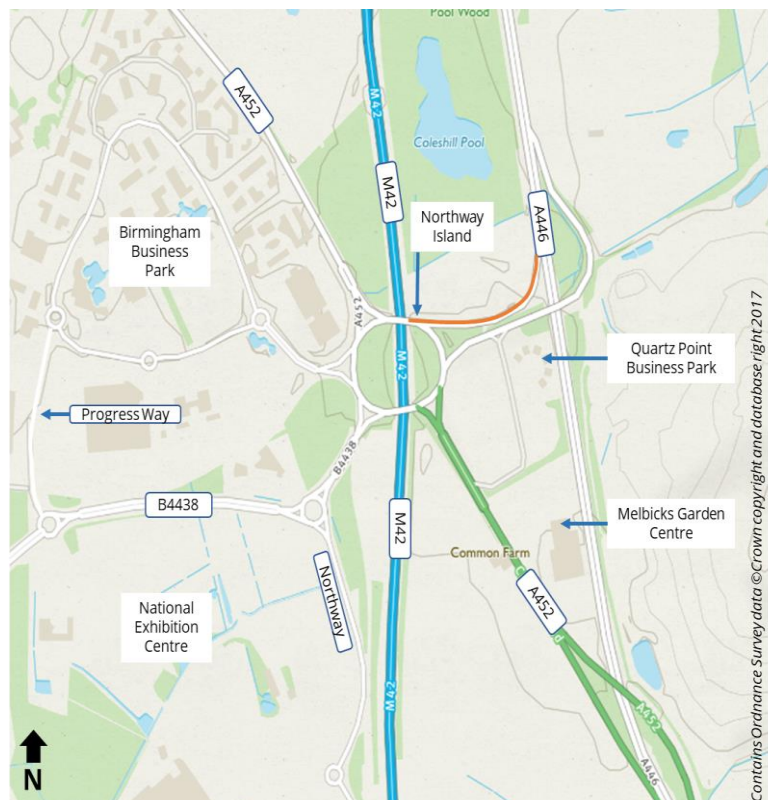 Pool Wood
A452
M42
Coleshill Pool
M42
Northway
Island
A446
Birmingham
Business
Park
A452
M42
Quartz Point
Business Park
Progress Way
B4438
B4438
M42
Melbicks Garden
Centre
Common Farm
Northway
A452
National
Exhibition
Centre
M42
A452
A446
N
Contains Ordnance Survey data © Crown copyright and database right 2017